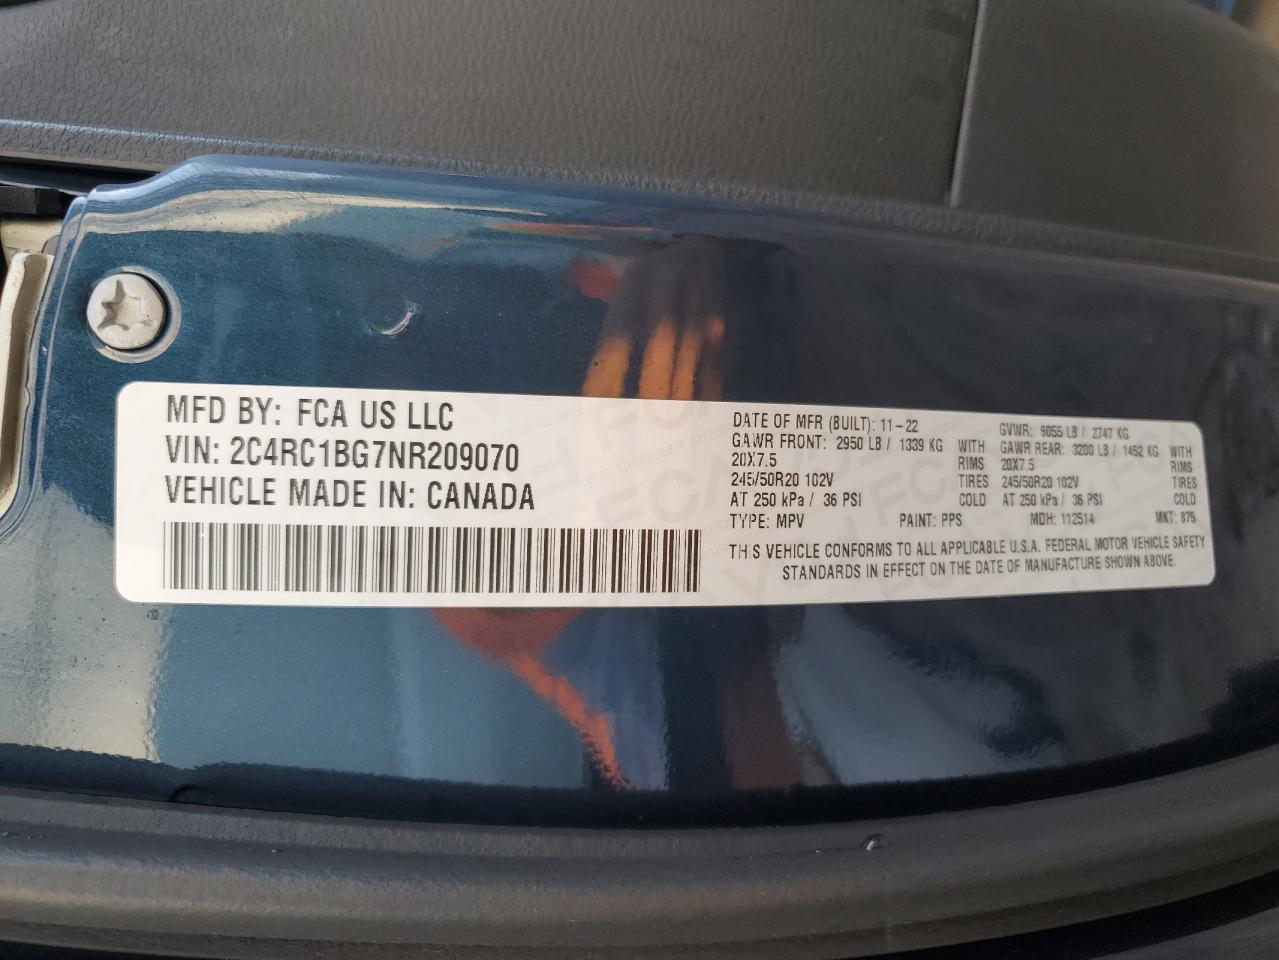 MFD BY: FCA US LLC
VIN: 2C4RC1BG7NR209070
VEHICLE MADE IN: CANADA
DATE OF MFR (BUILT): 11-22 GVWR: 6055 LB / 2747 KG
GAWR FRONT: 2950 LB / 1339 KG WITH GAWR REAR: 3200 LB / 1452 KG WITH
20X7.5 RIMS 20X7.5 RIMS
245/50R20 102V TIRES 245/50R20 102V TIRES
AT 250 kPa / 36 PSI COLD AT 250 kPa / 36 PSI COLD
TYPE: MPV PAINT: PPS MDH: 112514 MKT: 875
THIS VEHICLE CONFORMS TO ALL APPLICABLE U.S.A. FEDERAL MOTOR VEHICLE SAFETY
STANDARDS IN EFFECT ON THE DATE OF MANUFACTURE SHOWN ABOVE.